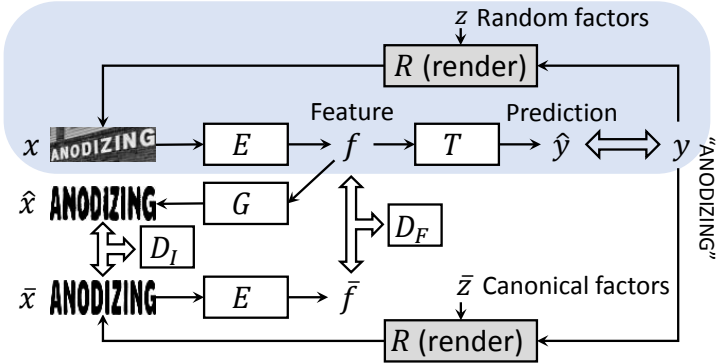 z Random factors
R (render)
Feature
Prediction
x ANODIZING E f T ŷ y
"ANODIZING"
x̂ ANODIZING G
D_I
D_F
x̄ ANODIZING E f̄
z̄ Canonical factors
R (render)